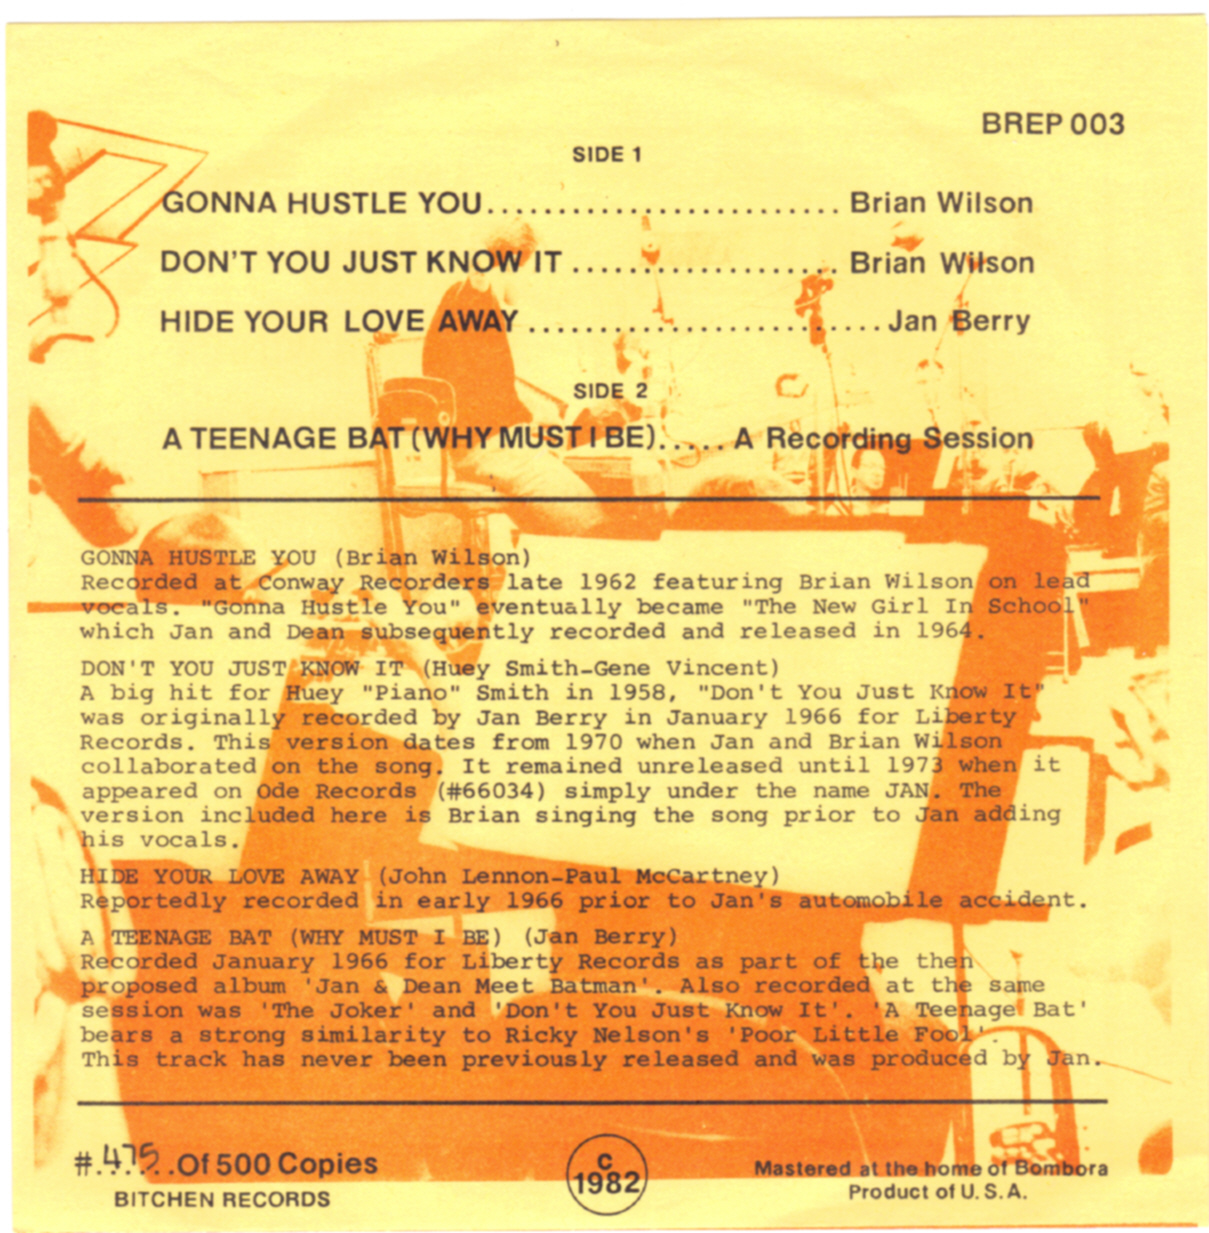 BREP 003
SIDE 1
GONNA HUSTLE YOU......................... Brian Wilson
DON'T YOU JUST KNOW IT ................... Brian Wilson
HIDE YOUR LOVE AWAY ......................... Jan Berry
SIDE 2
A TEENAGE BAT (WHY MUST I BE)..... A Recording Session
GONNA HUSTLE YOU (Brian Wilson)
Recorded at Conway Recorders late 1962 featuring Brian Wilson on lead
vocals. "Gonna Hustle You" eventually became "The New Girl In School"
which Jan and Dean subsequently recorded and released in 1964.
DON'T YOU JUST KNOW IT (Huey Smith-Gene Vincent)
A big hit for Huey "Piano" Smith in 1958, "Don't You Just Know It"
was originally recorded by Jan Berry in January 1966 for Liberty
Records. This version dates from 1970 when Jan and Brian Wilson
collaborated on the song. It remained unreleased until 1973 when it
appeared on Ode Records (#66034) simply under the name JAN. The
version included here is Brian singing the song prior to Jan adding
his vocals.
HIDE YOUR LOVE AWAY (John Lennon-Paul McCartney)
Reportedly recorded in early 1966 prior to Jan's automobile accident.
A TEENAGE BAT (WHY MUST I BE) (Jan Berry)
Recorded January 1966 for Liberty Records as part of the then
proposed album 'Jan & Dean Meet Batman'. Also recorded at the same
session was 'The Joker' and 'Don't You Just Know It'. 'A Teenage Bat'
bears a strong similarity to Ricky Nelson's 'Poor Little Fool'.
This track has never been previously released and was produced by Jan.
#.475..Of 500 Copies
BITCHEN RECORDS
c
1982
Mastered at the home of Bombora
Product of U.S.A.